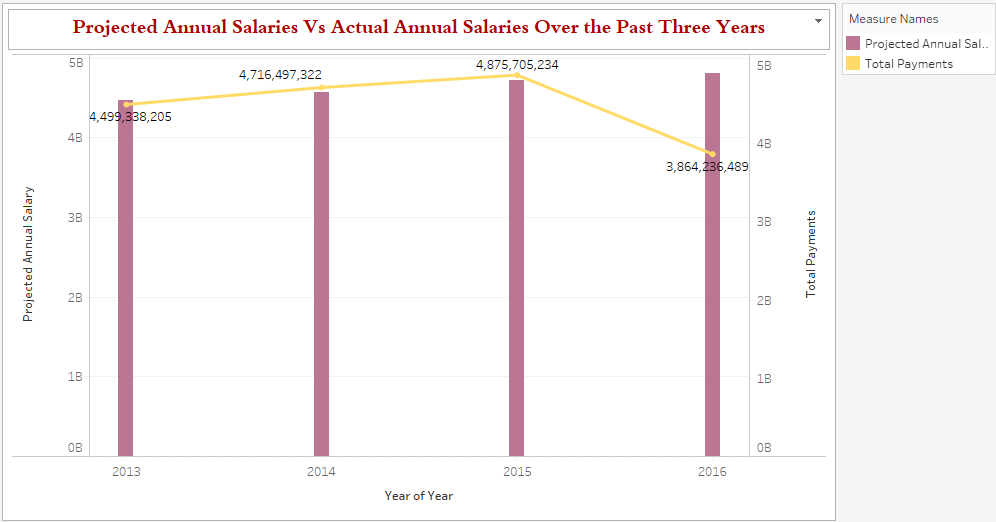 Projected Annual Salaries Vs Actual Annual Salaries Over the Past Three Years
Measure Names
Projected Annual Sal..
Total Payments
5B
4B
3B
2B
1B
0B
Projected Annual Salary
4,499,338,205
4,716,497,322
4,875,705,234
3,864,236,489
5B
4B
3B
2B
1B
0B
Total Payments
2013
2014
2015
2016
Year of Year